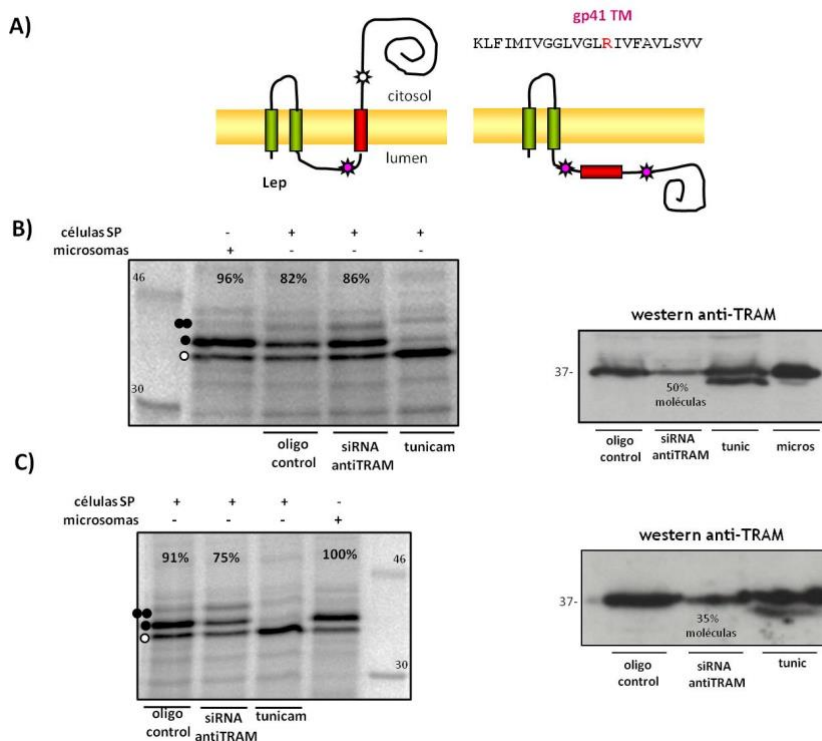 A)
gp41 TM
KLFIMIVGGLVGLRIVFAVLSVV
citosol
lumen
Lep
B)
células SP - + + +
microsomas + - - -
46
96% 82% 86%
30
oligo control
siRNA antiTRAM
tunicam
western anti-TRAM
37-
50% moléculas
oligo control
siRNA antiTRAM
tunic
micros
C)
células SP + + + -
microsomas - - - +
91% 75% 100%
46
30
oligo control
siRNA antiTRAM
tunicam
western anti-TRAM
37-
35% moléculas
oligo control
siRNA antiTRAM
tunic